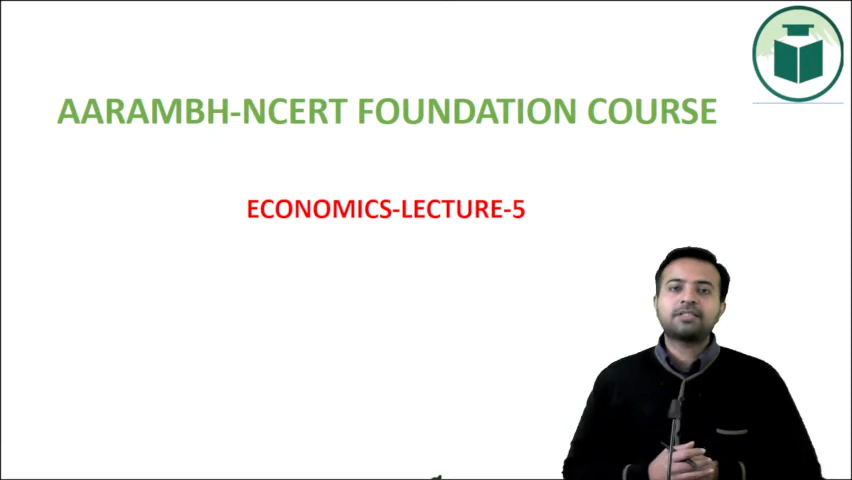 AARAMBH-NCERT FOUNDATION COURSE
ECONOMICS-LECTURE-5